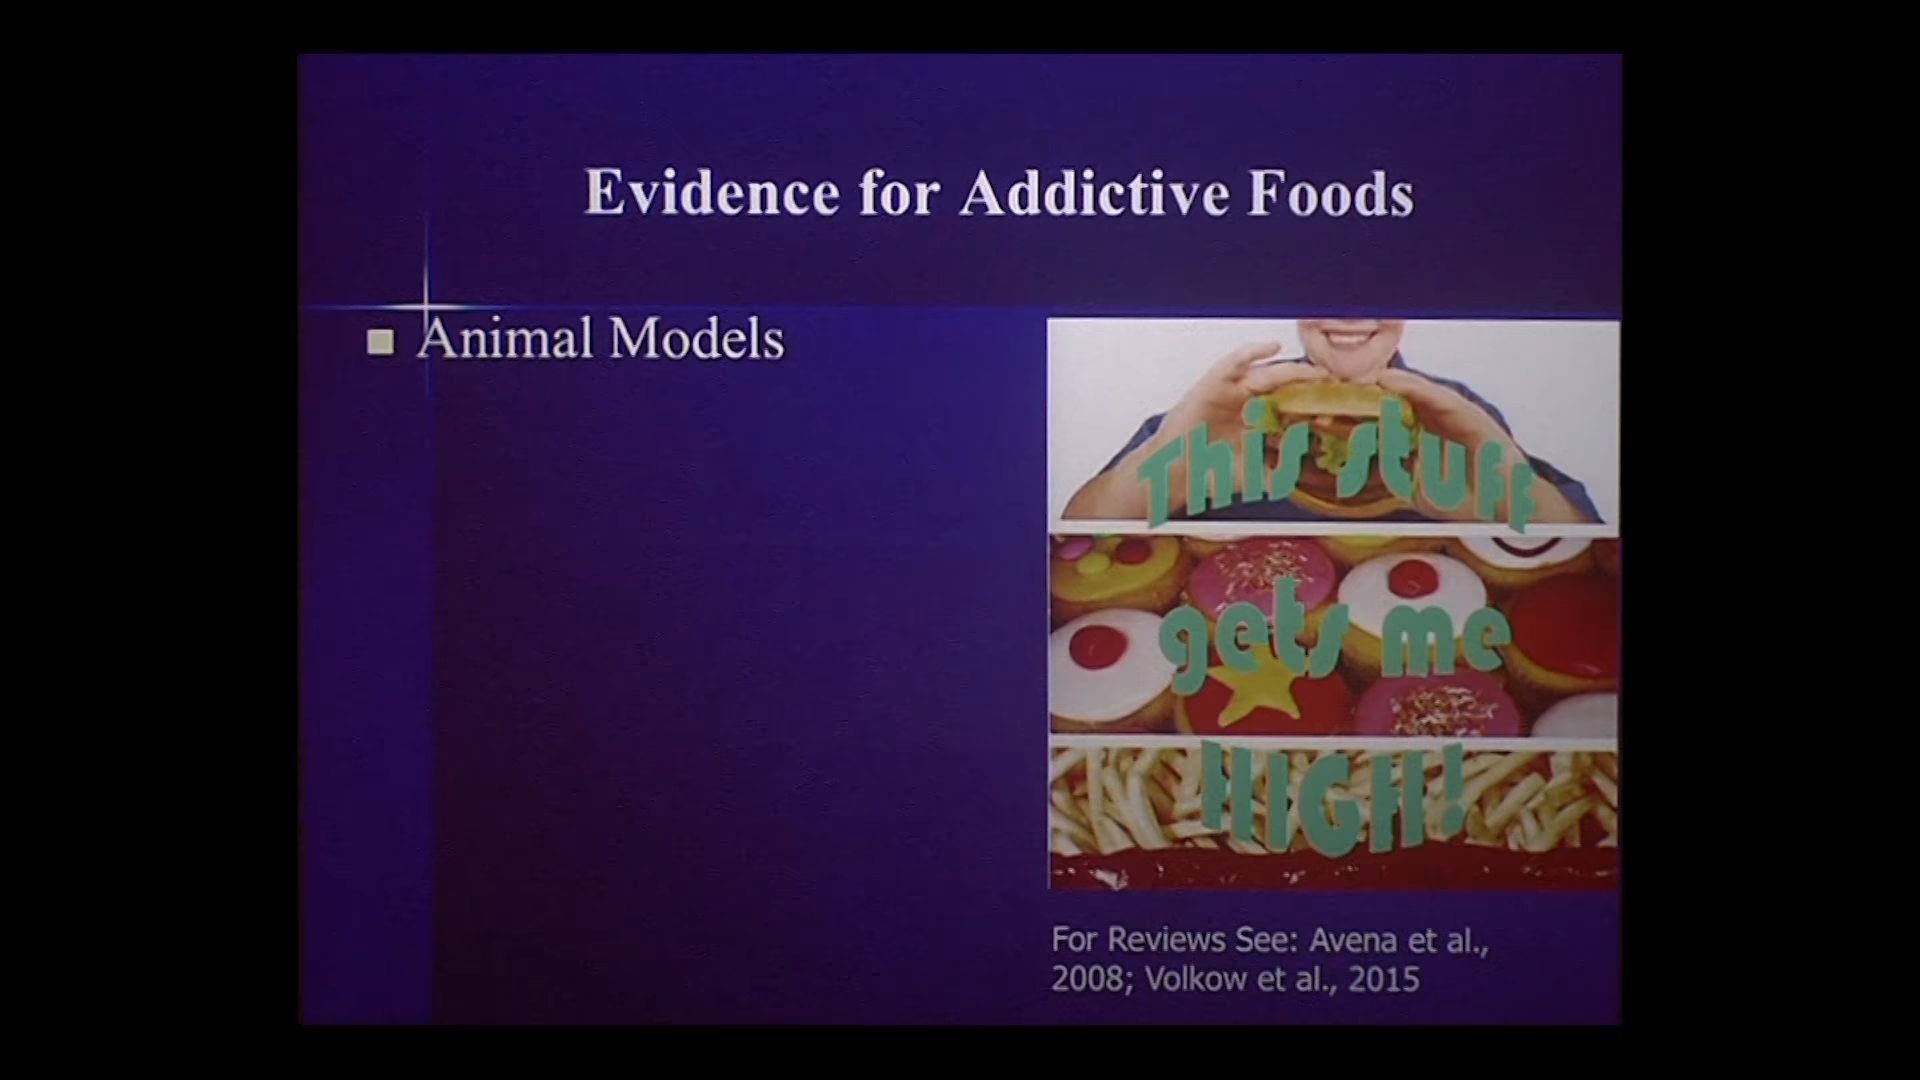 Evidence for Addictive Foods
Animal Models
This stuff
gets me
HIGH!
For Reviews See: Avena et al.,
2008; Volkow et al., 2015